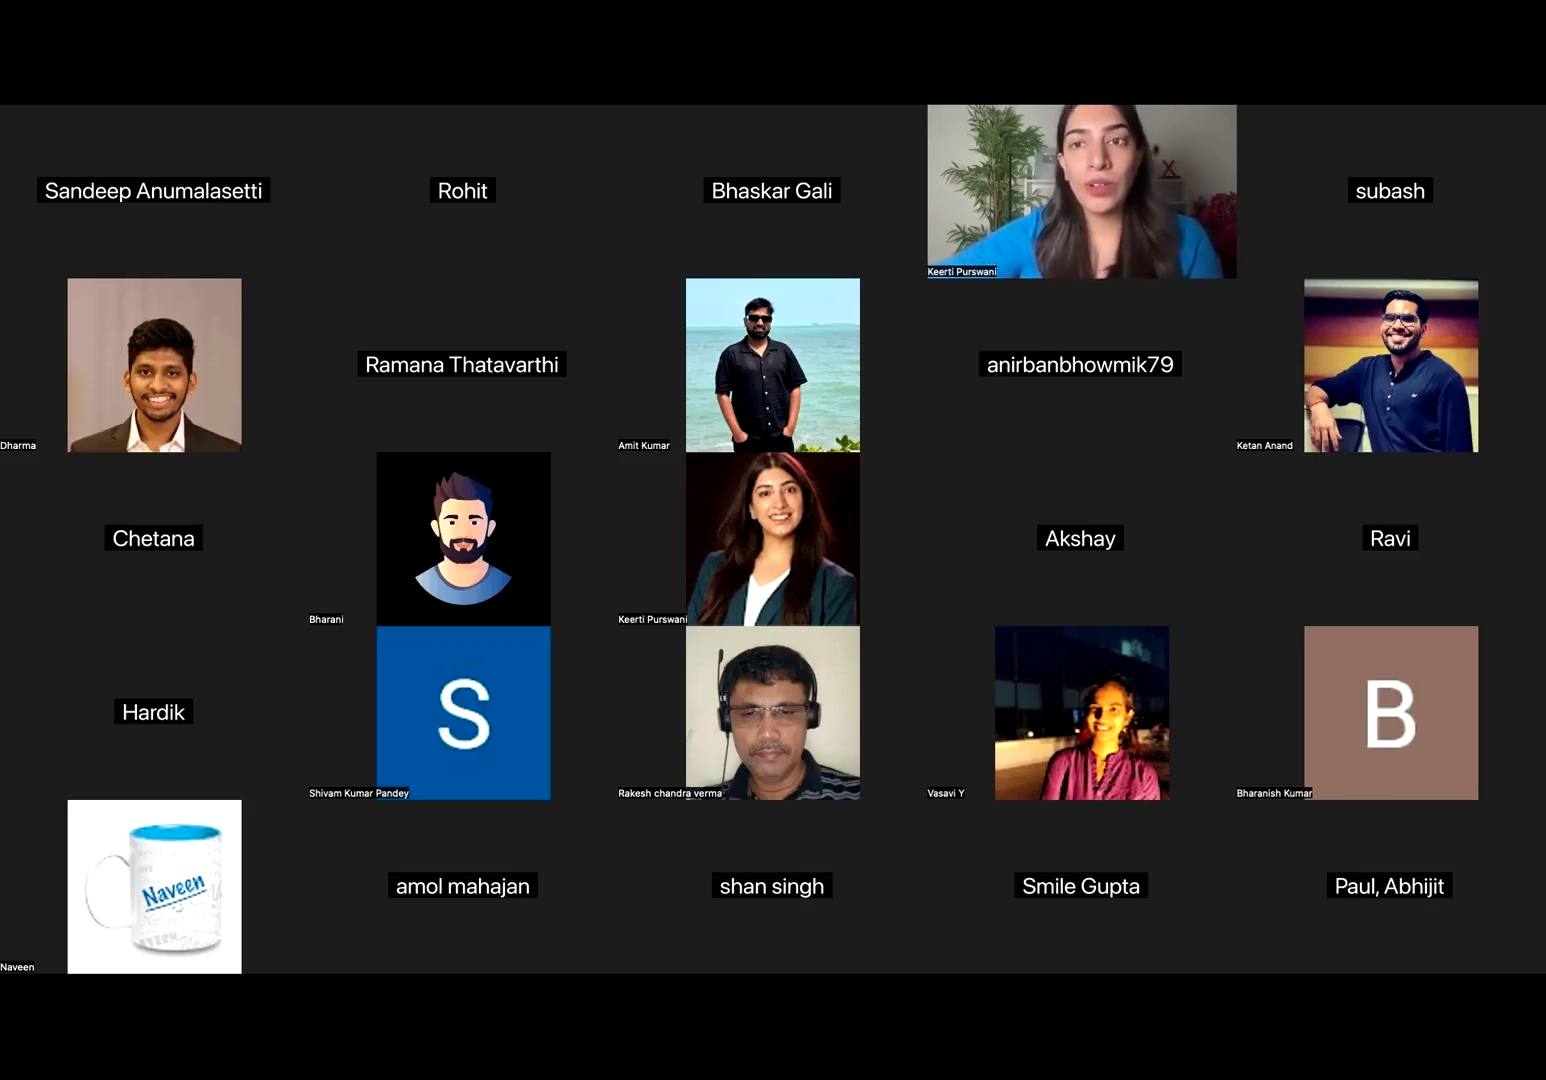 Sandeep Anumalasetti
Rohit
Bhaskar Gali
Keerti Purswani
subash
Dharma
Ramana Thatavarthi
Amit Kumar
anirbanbhowmik79
Ketan Anand
Chetana
Bharani
Keerti Purswani
Akshay
Ravi
Hardik
S
Shivam Kumar Pandey
Rakesh chandra verma
Vasavi Y
B
Bharanish Kumar
Naveen
Naveen
amol mahajan
shan singh
Smile Gupta
Paul, Abhijit